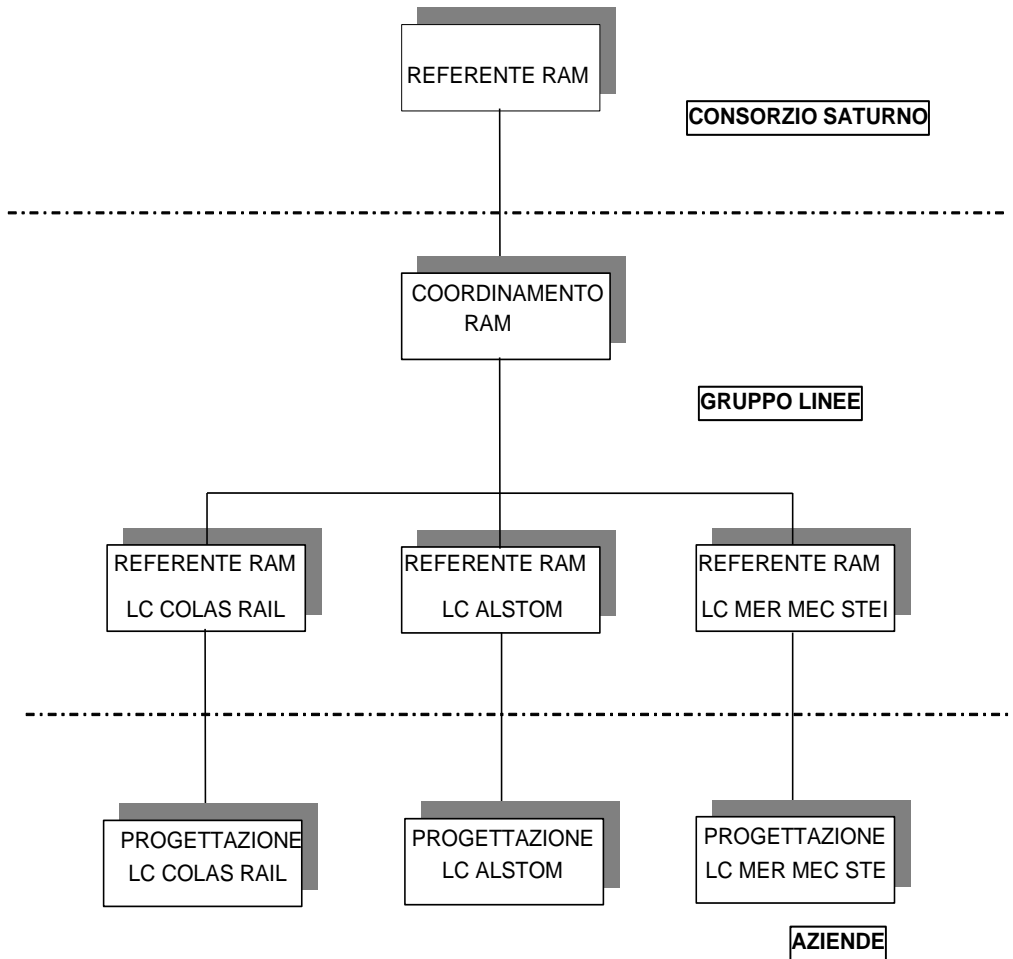 REFERENTE RAM
CONSORZIO SATURNO
COORDINAMENTO
RAM
GRUPPO LINEE
REFERENTE RAM
LC COLAS RAIL
REFERENTE RAM
LC ALSTOM
REFERENTE RAM
LC MER MEC STEI
PROGETTAZIONE
LC COLAS RAIL
PROGETTAZIONE
LC ALSTOM
PROGETTAZIONE
LC MER MEC STE
AZIENDE